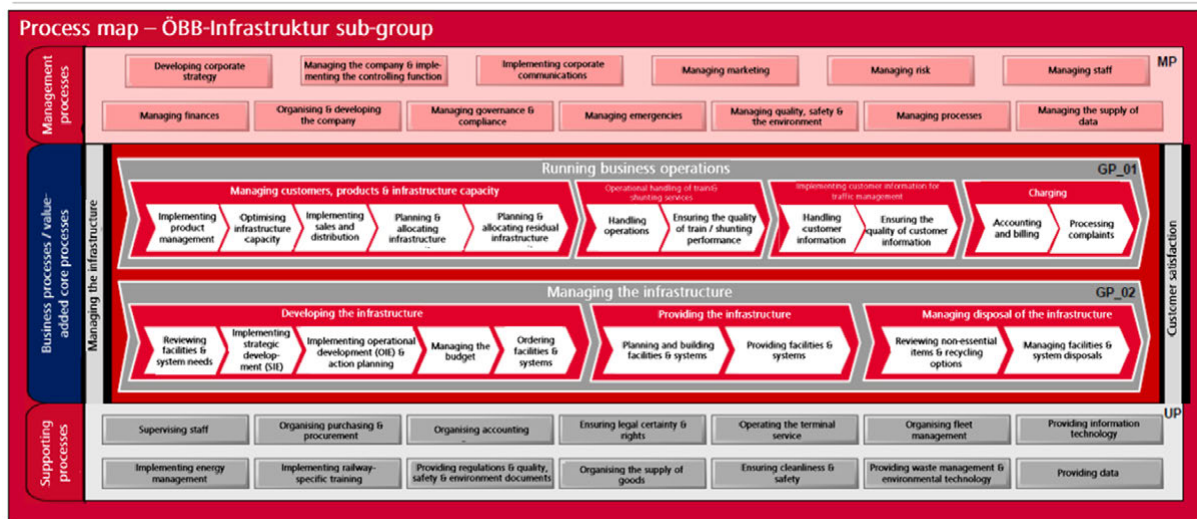 Process map – ÖBB-Infrastruktur sub-group
Management
processes
MP
Developing corporate
strategy
Managing the company & imple-
menting the controlling function
Implementing corporate
communications
Managing marketing
Managing risk
Managing staff
Managing finances
Organising & developing
the company
Managing governance &
compliance
Managing emergencies
Managing quality, safety &
the environment
Managing processes
Managing the supply of
data
Business processes / value-
added core processes
Managing the infrastructure
Running business operations
GP_01
Managing customers, products & infrastructure capacity
Implementing
product
management
Optimising
infrastructure
capacity
Implementing
sales and
distribution
Planning &
allocating
infrastructure
Planning &
allocating residual
infrastructure
Operational handling of train&
shunting services
Handling
operations
Ensuring the quality
of train / shunting
performance
Implementing customer information for
traffic management
Handling
customer
information
Ensuring the
quality of customer
information
Charging
Accounting
and billing
Processing
complaints
Managing the infrastructure
GP_02
Developing the infrastructure
Reviewing
facilities &
system needs
Implementing
strategic
develop-
ment (SIE)
Implementing operational
development (OIE) &
action planning
Managing the
budget
Ordering
facilities &
systems
Providing the infrastructure
Planning and building
facilities & systems
Providing facilities
& systems
Managing disposal of the infrastructure
Reviewing non-essential
items & recycling
options
Managing facilities &
system disposals
Customer satisfaction
Supporting
processes
UP
Supervising staff
Organising purchasing &
procurement
Organising accounting
Ensuring legal certainty &
rights
Operating the terminal
service
Organising fleet
management
Providing information
technology
Implementing energy
management
Implementing railway-
specific training
Providing regulations & quality,
safety & environment documents
Organising the supply of
goods
Ensuring cleanliness &
safety
Providing waste management &
environmental technology
Providing data